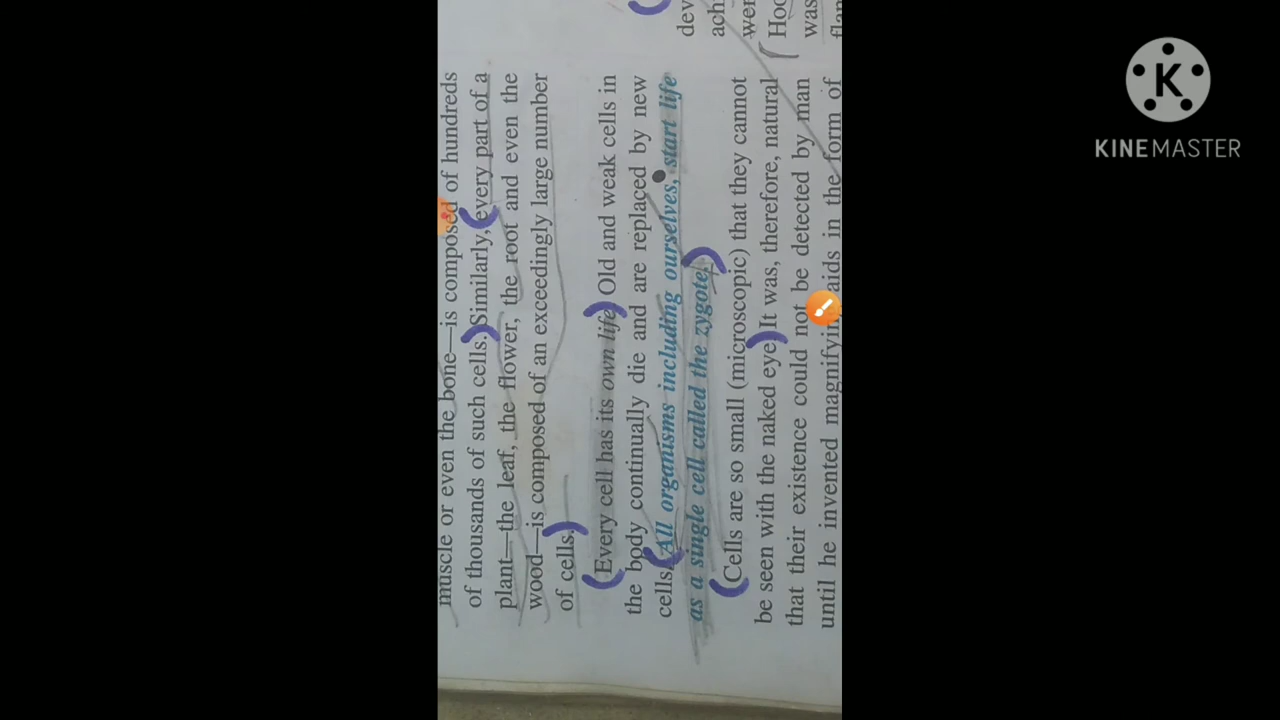 muscle or even the bone—is composed of hundreds
of thousands of such cells. Similarly, every part of a
plant—the leaf, the flower, the root and even the
wood—is composed of an exceedingly large number
of cells.
Every cell has its own life. Old and weak cells in
the body continually die and are replaced by new
cells. All organisms including ourselves, start life
as a single cell called the zygote.
Cells are so small (microscopic) that they cannot
be seen with the naked eye. It was, therefore, natural
that their existence could not be detected by man
until he invented magnifying aids in the form of
dev
ach
wer
Hoo
was
K
KINEMASTER